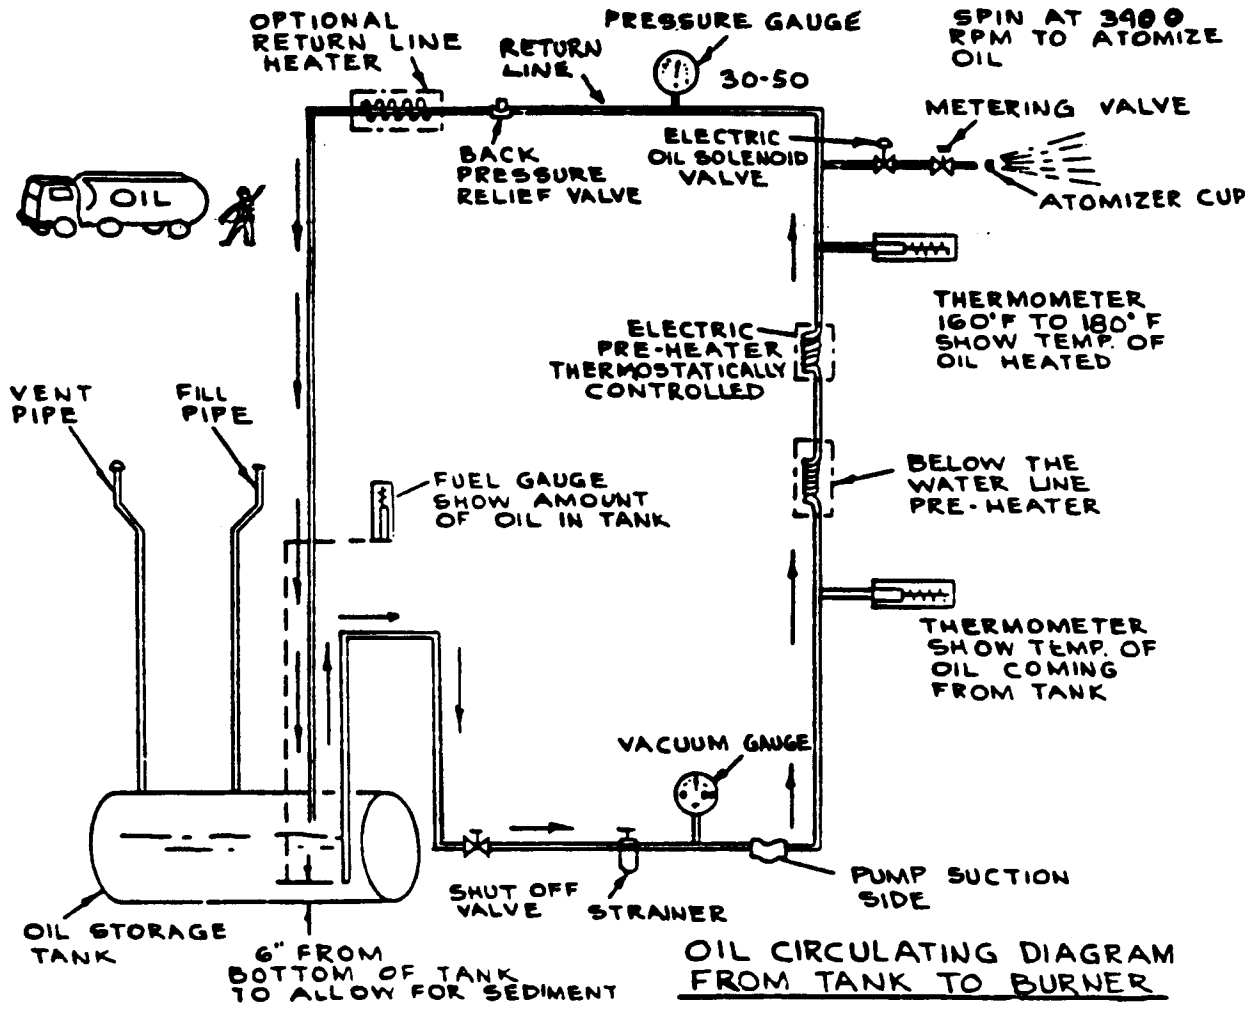 OPTIONAL
RETURN LINE
HEATER
RETURN
LINE
PRESSURE GAUGE
30-50
SPIN AT 3400
RPM TO ATOMIZE
OIL
METERING VALVE
ELECTRIC
OIL SOLENOID
VALVE
BACK
PRESSURE
RELIEF VALVE
ATOMIZER CUP
OIL
THERMOMETER
160°F TO 180°F
SHOW TEMP. OF
OIL HEATED
ELECTRIC
PRE-HEATER
THERMOSTATICALLY
CONTROLLED
VENT
PIPE
FILL
PIPE
FUEL GAUGE
SHOW AMOUNT
OF OIL IN TANK
BELOW THE
WATER LINE
PRE-HEATER
THERMOMETER
SHOW TEMP. OF
OIL COMING
FROM TANK
VACUUM GAUGE
PUMP SUCTION
SIDE
SHUT OFF
VALVE
STRAINER
OIL STORAGE
TANK
6" FROM
BOTTOM OF TANK
TO ALLOW FOR SEDIMENT
OIL CIRCULATING DIAGRAM
FROM TANK TO BURNER